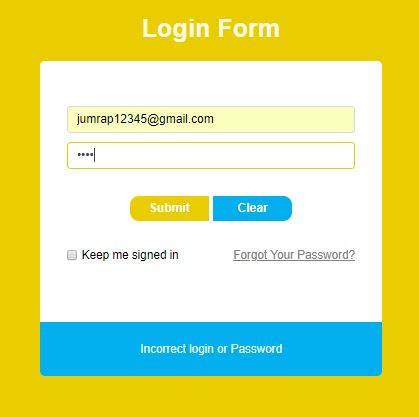 Login Form
jumrap12345@gmail.com
••••
Submit Clear
Keep me signed in Forgot Your Password?
Incorrect login or Password